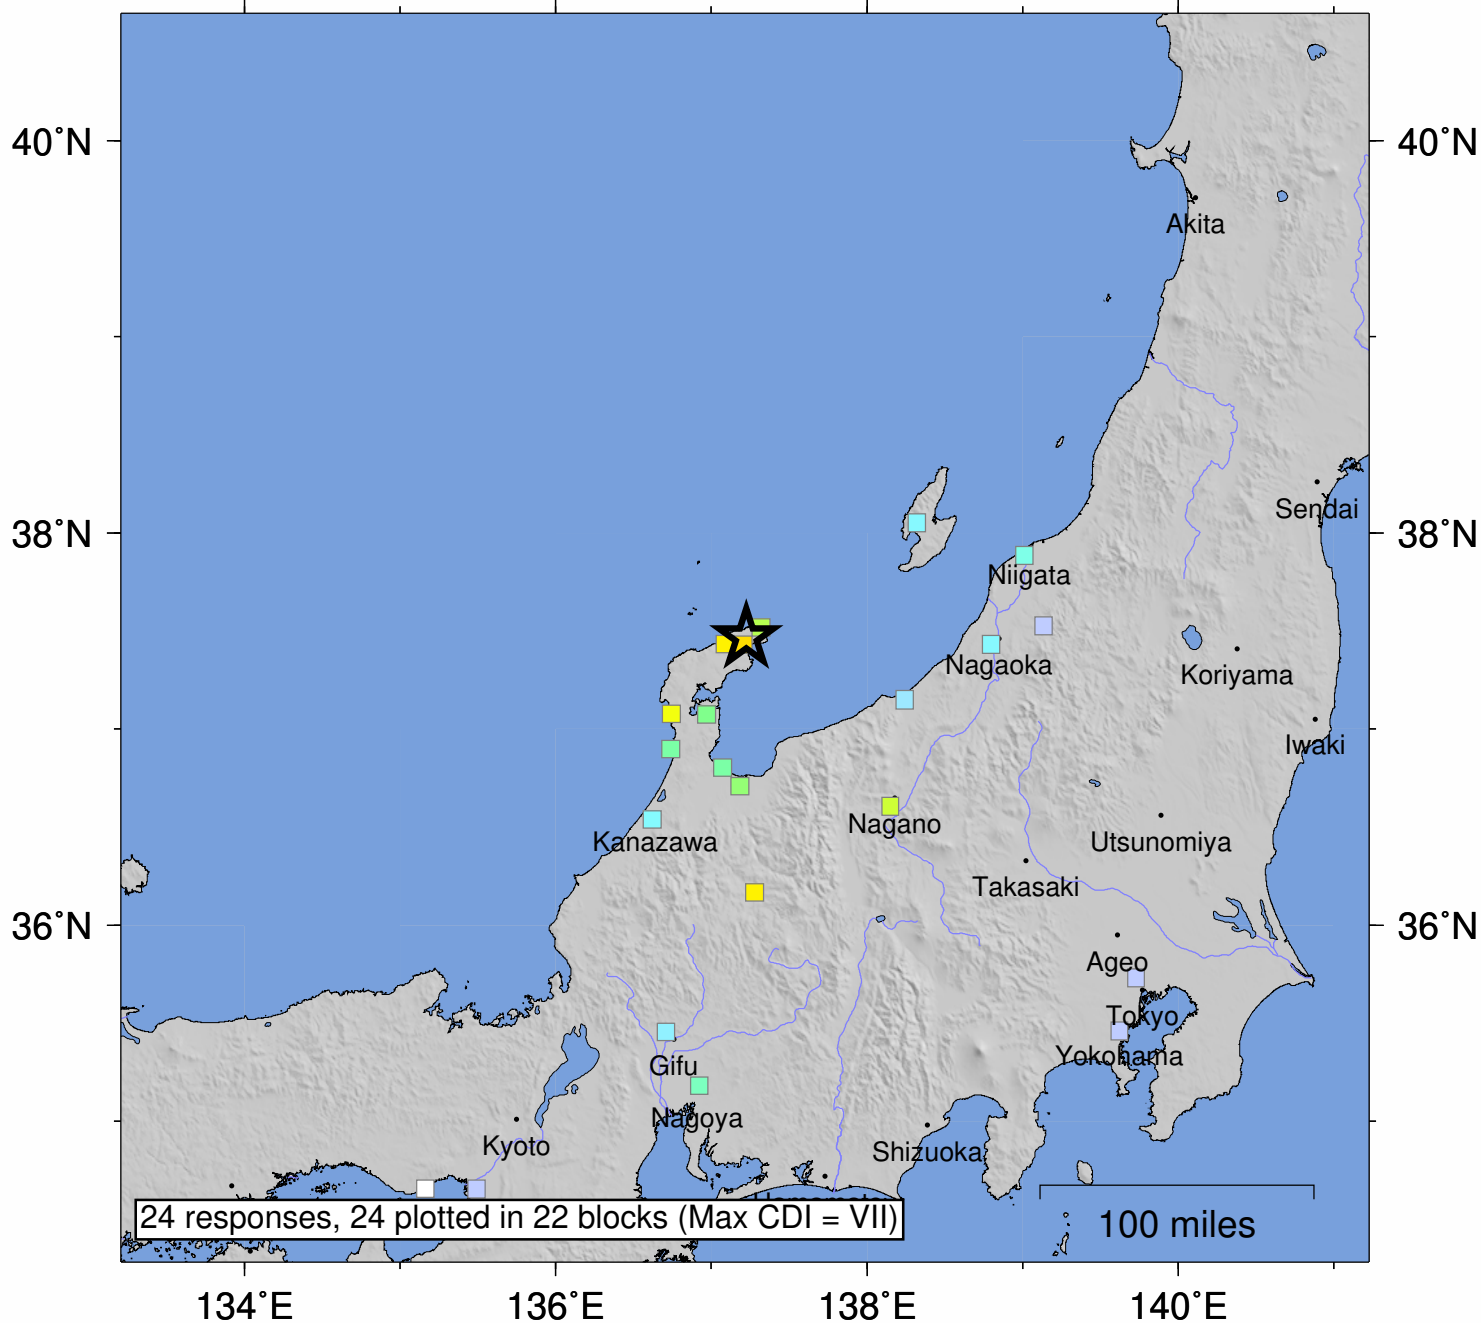 40°N
40°N
Akita
Sendai
38°N
38°N
Niigata
Nagaoka
Koriyama
Iwaki
Nagano
Kanazawa
Utsunomiya
Takasaki
36°N
36°N
Ageo
Tokyo
Yokohama
Gifu
Nagoya
Kyoto
Shizuoka
24 responses, 24 plotted in 22 blocks (Max CDI = VII)
100 miles
134°E
136°E
138°E
140°E